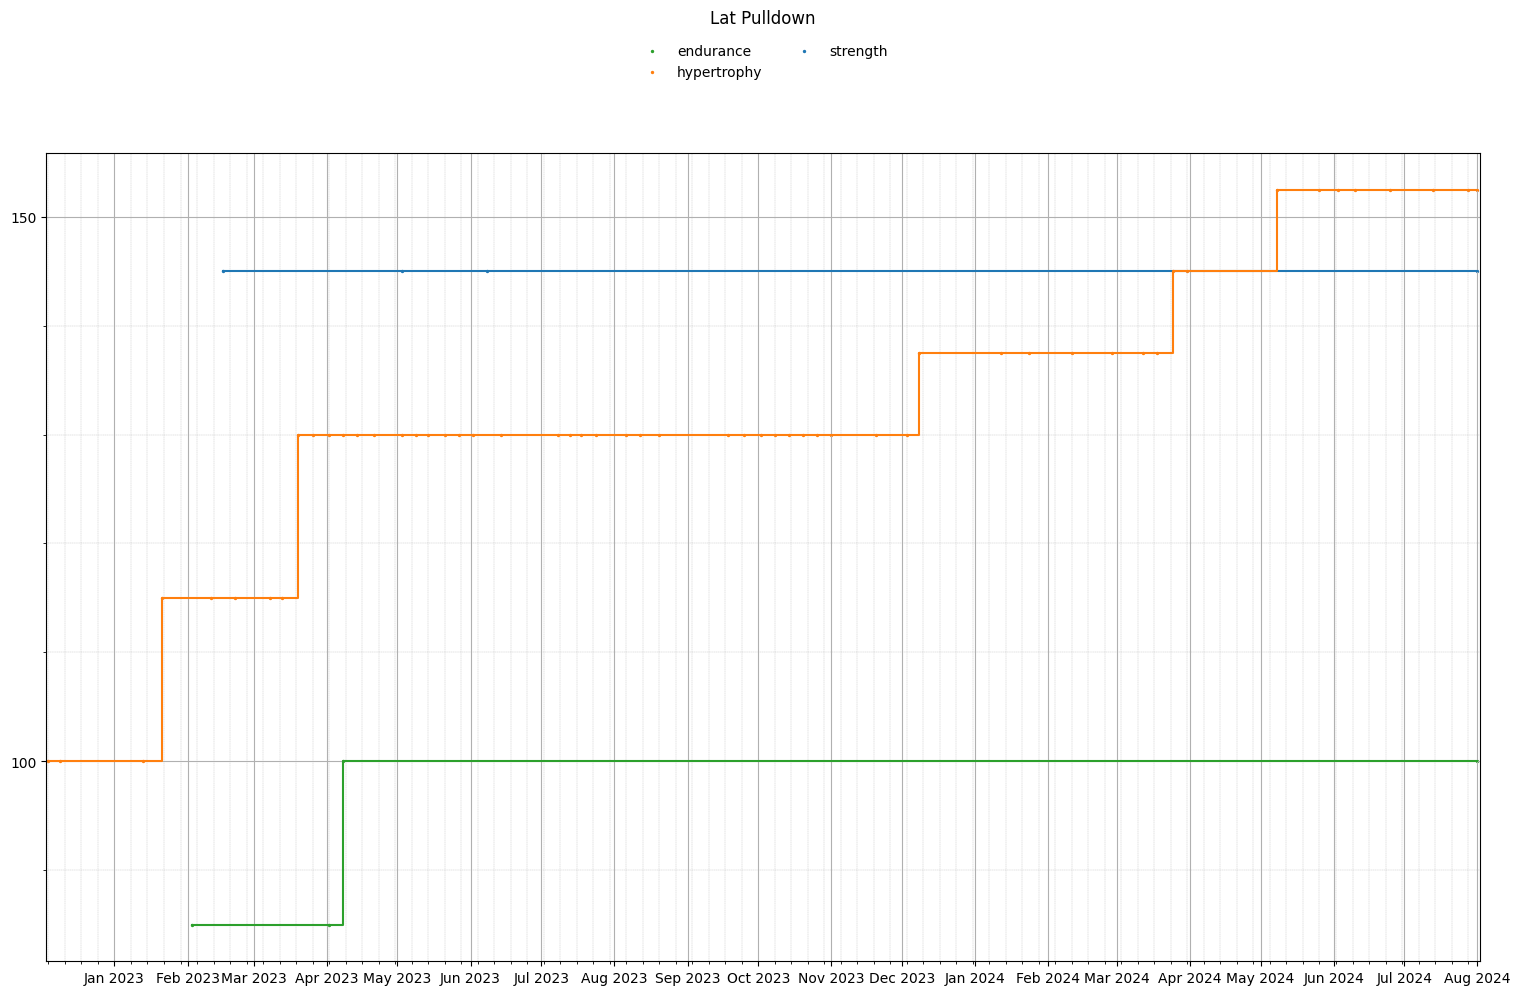 Lat Pulldown
endurance strength
hypertrophy
150
100
Jan 2023 Feb 2023 Mar 2023 Apr 2023 May 2023 Jun 2023 Jul 2023 Aug 2023 Sep 2023 Oct 2023 Nov 2023 Dec 2023 Jan 2024 Feb 2024 Mar 2024 Apr 2024 May 2024 Jun 2024 Jul 2024 Aug 2024